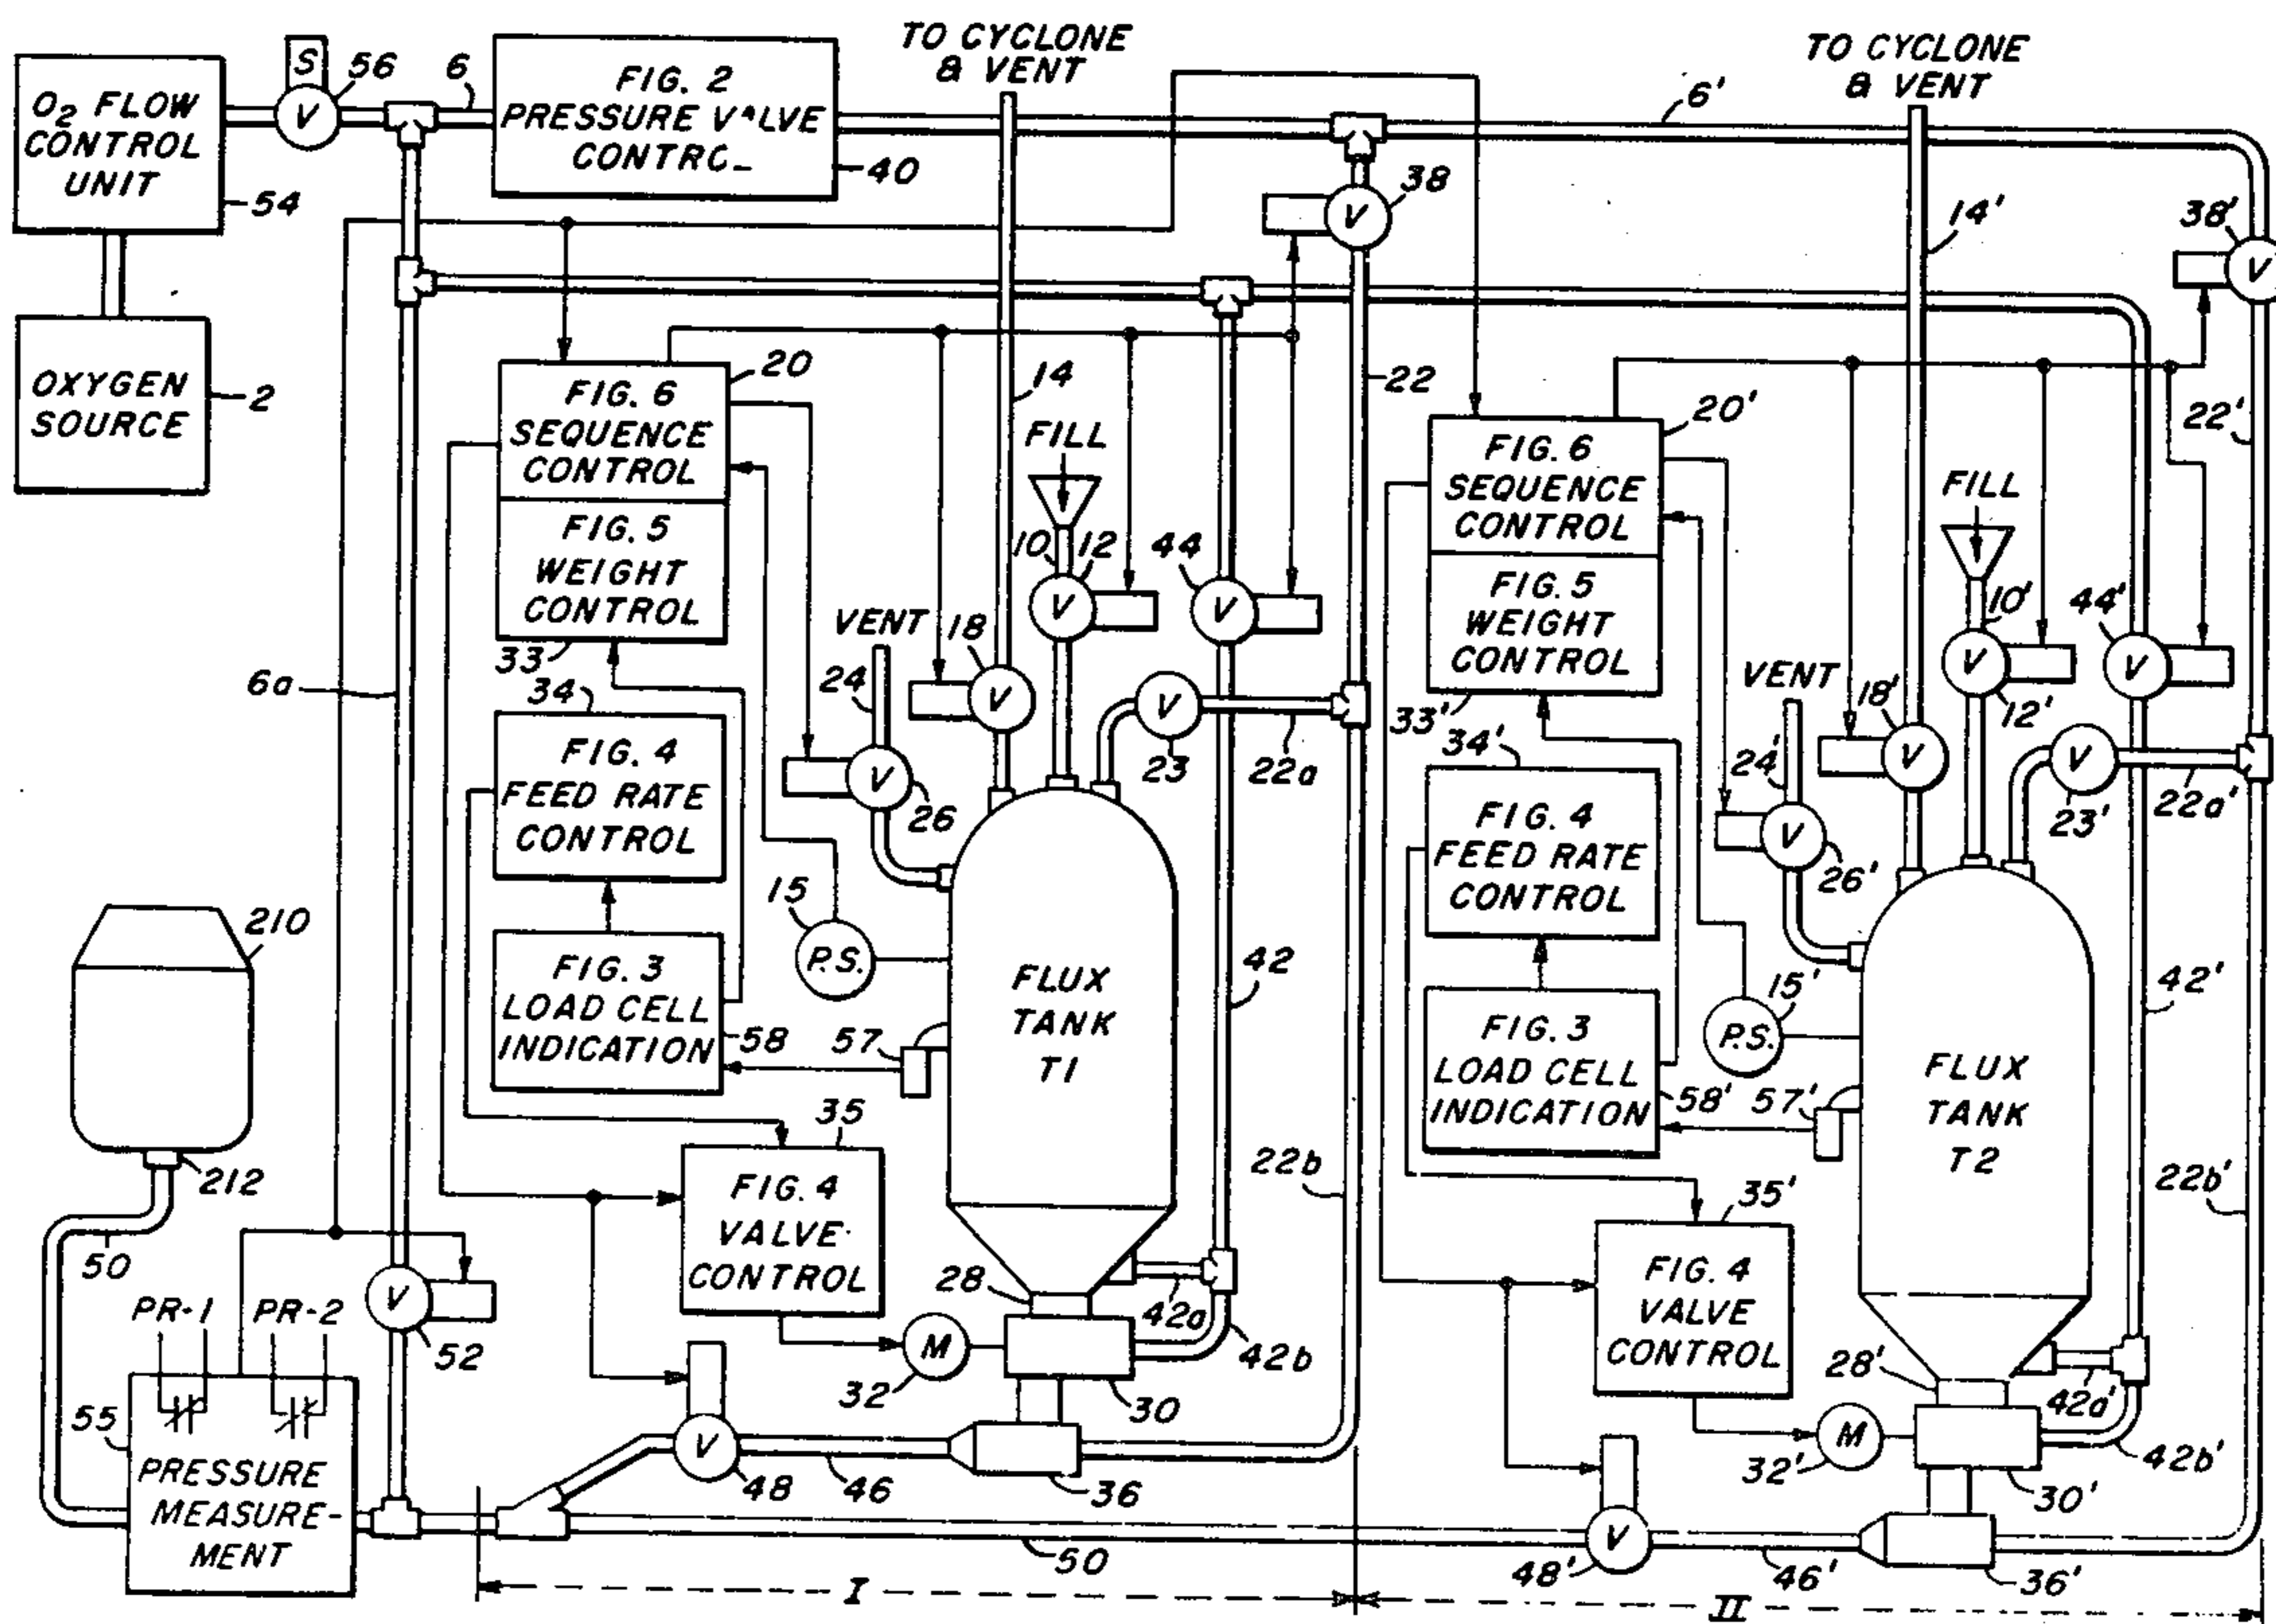 TO CYCLONE
& VENT
TO CYCLONE
& VENT
S
56
6
V
O2 FLOW
CONTROL
UNIT
54
FIG. 2
PRESSURE VALVE
CONTROL
40
6'
38
V
14'
38'
V
OXYGEN
SOURCE
2
20
FIG. 6
SEQUENCE
CONTROL
FIG. 5
WEIGHT
CONTROL
33
14
FILL
10
12
V
44
V
22
20'
FIG. 6
SEQUENCE
CONTROL
FIG. 5
WEIGHT
CONTROL
33'
22'
FILL
10'
V
12'
44'
V
6a
34
FIG. 4
FEED RATE
CONTROL
VENT
24
18
V
V
26
V
23
22a
34'
FIG. 4
FEED RATE
CONTROL
VENT
24'
18'
V
V
26'
V
23'
22a'
210
212
50
15
P.S.
FIG. 3
LOAD CELL
INDICATION
58
57
FLUX
TANK
T1
42
15'
P.S.
FIG. 3
LOAD CELL
INDICATION
58'
57'
FLUX
TANK
T2
42'
35
FIG. 4
VALVE
CONTROL
22b
35'
FIG. 4
VALVE
CONTROL
22b'
PR-1
PR-2
V
52
28
42a
42b
M
32
30
28'
42a'
42b'
M
32'
30'
55
PRESSURE
MEASURE-
MENT
V
48
46
36
50
V
48'
46'
36'
I
II